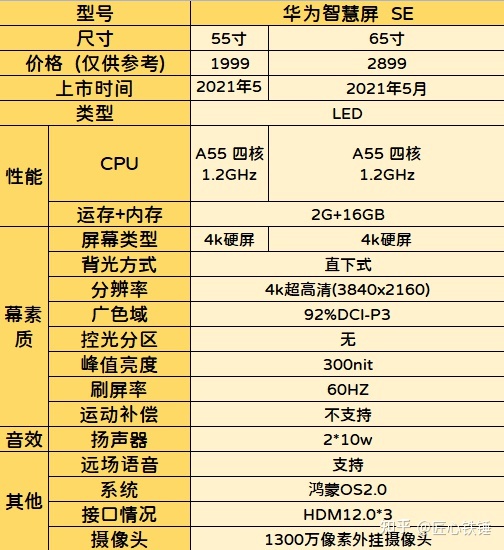 型号 华为智慧屏 SE
尺寸 55寸 65寸
价格（仅供参考) 1999 2899
上市时间 2021年5 2021年5月
类型 LED
性能 CPU A55 四核 1.2GHz A55 四核 1.2GHz
运存+内存 2G+16GB
幕素质 屏幕类型 4k硬屏 4k硬屏
背光方式 直下式
分辨率 4k超高清(3840x2160)
广色域 92%DCI-P3
控光分区 无
峰值亮度 300nit
刷屏率 60HZ
运动补偿 不支持
音效 扬声器 2*10w
其他 远场语音 支持
系统 鸿蒙OS2.0
接口情况 HDM12.0*3
摄像头 1300万像素外挂摄像头
知乎 @匠心铁锤